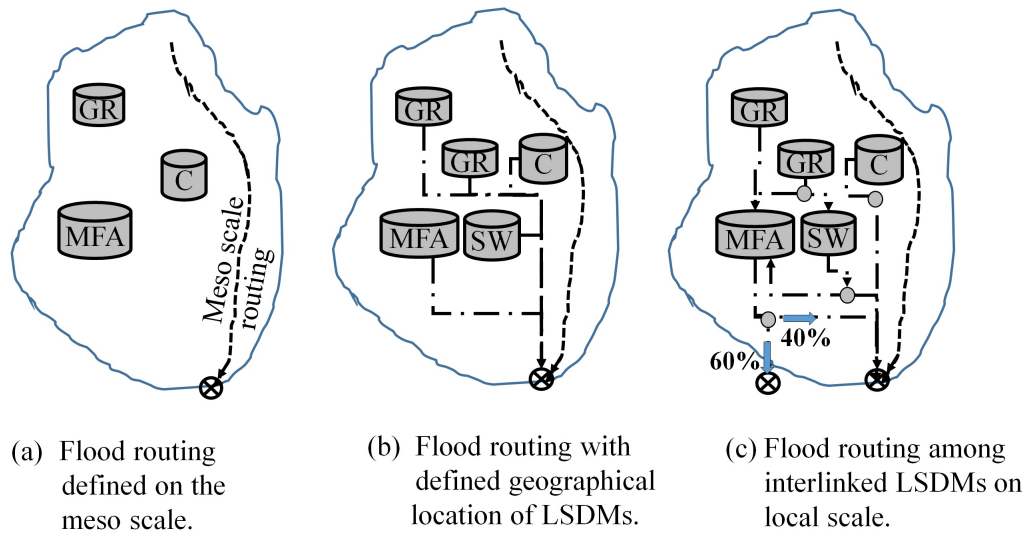 GR
C
MFA
Meso scale
routing
GR
GR
C
MFA
SW
GR
GR
C
MFA
SW
40%
60%
(a) Flood routing
defined on the
meso scale.
(b) Flood routing with
defined geographical
location of LSDMs.
(c) Flood routing among
interlinked LSDMs on
local scale.